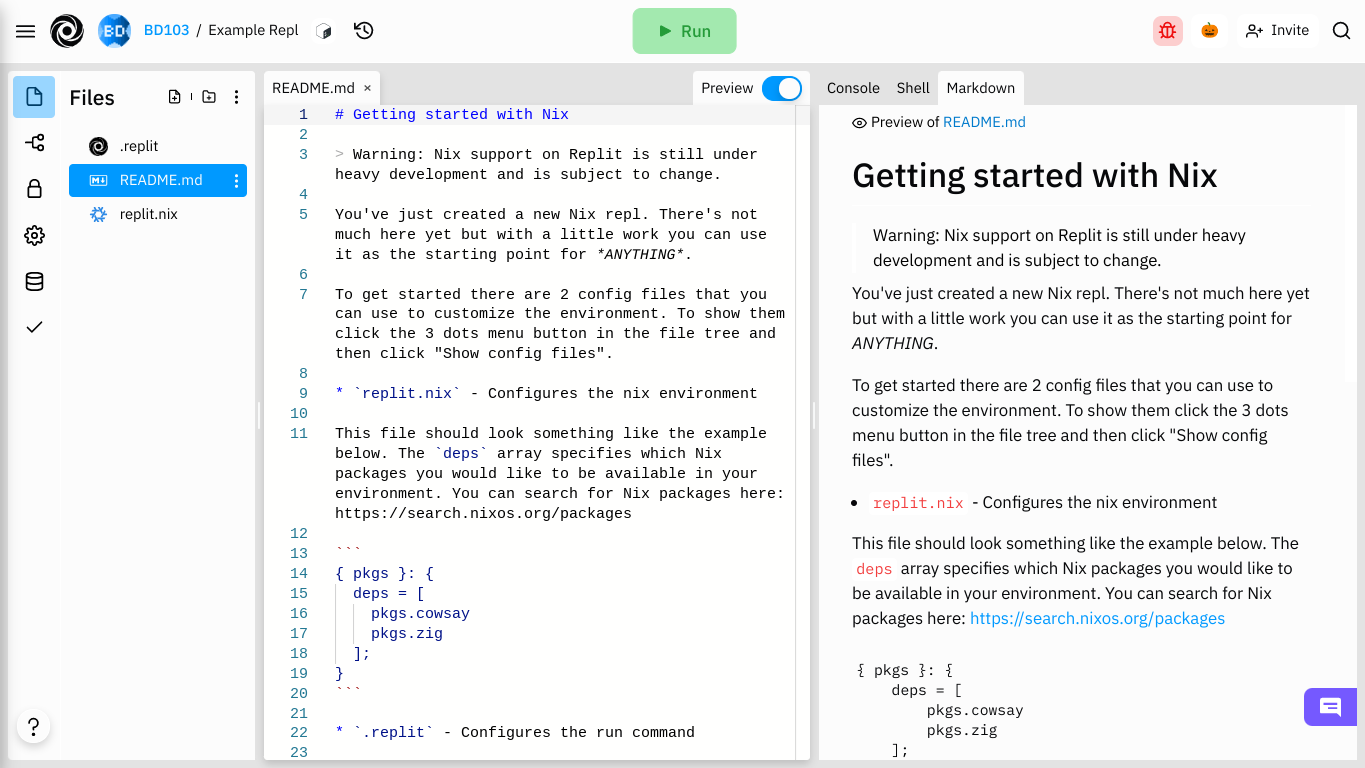 BD BD103 / Example Repl Run Invite
Files
.replit
README.md
replit.nix
?
README.md × Preview
1 # Getting started with Nix
2
3 > Warning: Nix support on Replit is still under
heavy development and is subject to change.
4
5 You've just created a new Nix repl. There's not
much here yet but with a little work you can use
it as the starting point for *ANYTHING*.
6
7 To get started there are 2 config files that you
can use to customize the environment. To show them
click the 3 dots menu button in the file tree and
then click "Show config files".
8
9 * `replit.nix` - Configures the nix environment
10
11 This file should look something like the example
below. The `deps` array specifies which Nix
packages you would like to be available in your
environment. You can search for Nix packages here:
https://search.nixos.org/packages
12
13 ```
14 { pkgs }: {
15 deps = [
16 pkgs.cowsay
17 pkgs.zig
18 ];
19 }
20 ```
21
22 * `.replit` - Configures the run command
23
Console Shell Markdown
Preview of README.md
Getting started with Nix
Warning: Nix support on Replit is still under heavy
development and is subject to change.
You've just created a new Nix repl. There's not much here yet
but with a little work you can use it as the starting point for
ANYTHING.
To get started there are 2 config files that you can use to
customize the environment. To show them click the 3 dots
menu button in the file tree and then click "Show config
files".
• replit.nix - Configures the nix environment
This file should look something like the example below. The
deps array specifies which Nix packages you would like to
be available in your environment. You can search for Nix
packages here: https://search.nixos.org/packages
{ pkgs }: {
deps = [
pkgs.cowsay
pkgs.zig
];